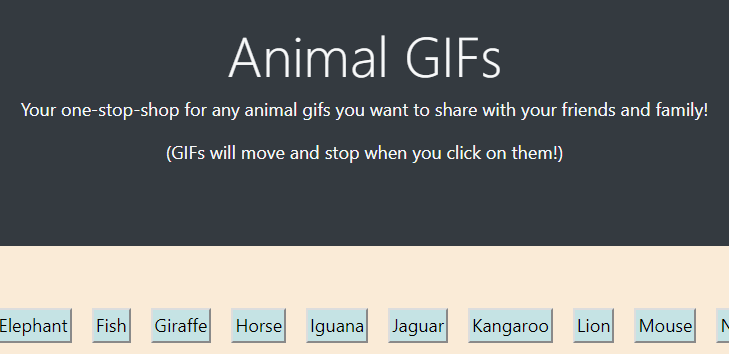 Animal GIFs
Your one-stop-shop for any animal gifs you want to share with your friends and family!
(GIFs will move and stop when you click on them!)
Elephant Fish Giraffe Horse Iguana Jaguar Kangaroo Lion Mouse